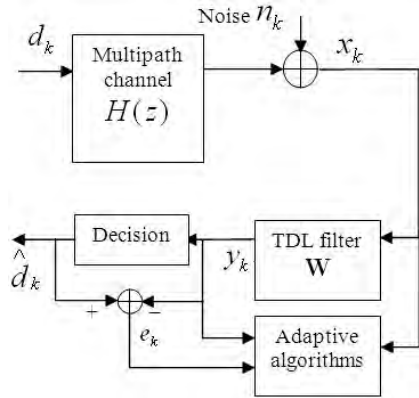 Noise n_k
d_k
Multipath
channel
H(z)
x_k
Decision
TDL filter
W
y_k
d̂_k
+
−
e_k
Adaptive
algorithms